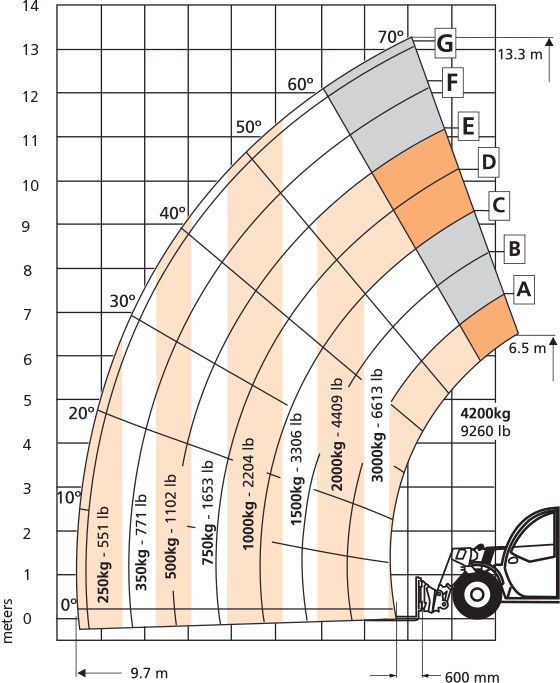 14
70°
G
13
13.3 m
60°
F
12
50°
E
11
D
10
40°
C
9
B
8
A
30°
7
6.5 m
6
20°
5
4200kg
9260 lb
4
3
10°
2
1
0°
0
250kg - 551 lb
350kg - 771 lb
500kg - 1102 lb
750kg - 1653 lb
1000kg - 2204 lb
1500kg - 3306 lb
2000kg - 4409 lb
3000kg - 6613 lb
meters
9.7 m
600 mm